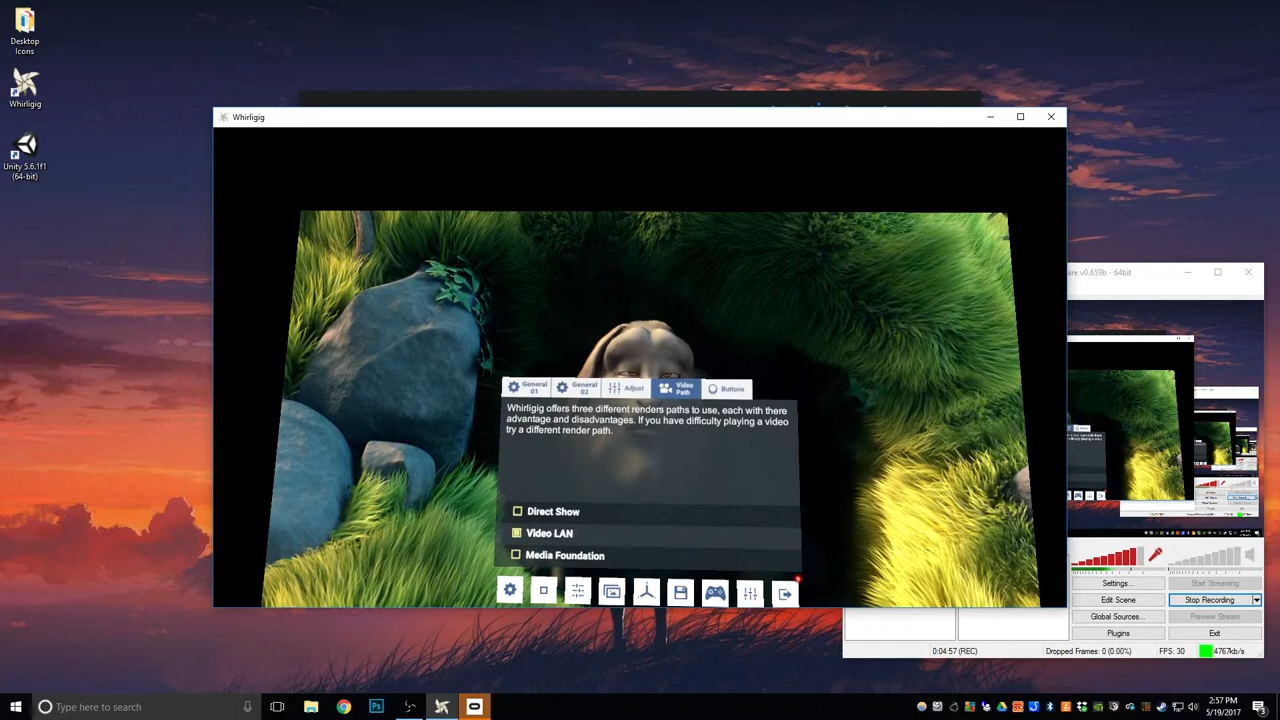 Desktop
Icons
Whirligig
Unity 5.6.1f1
(64-bit)
Whirligig
General
01
General
02
Adjust
Video
Path
Buttons
Whirligig offers three different renders paths to use, each with there
advantage and disadvantages. If you have difficulty playing a video
try a different render path.
Direct Show
Video LAN
Media Foundation
are v0.659b - 64bit
Settings...
Start Streaming
Edit Scene
Stop Recording
Global Sources...
Preview Stream
Plugins
Exit
0:04:57 (REC)
Dropped Frames: 0 (0.00%)
FPS: 30
4767kb/s
Type here to search
Ps
2:57 PM
5/19/2017
3